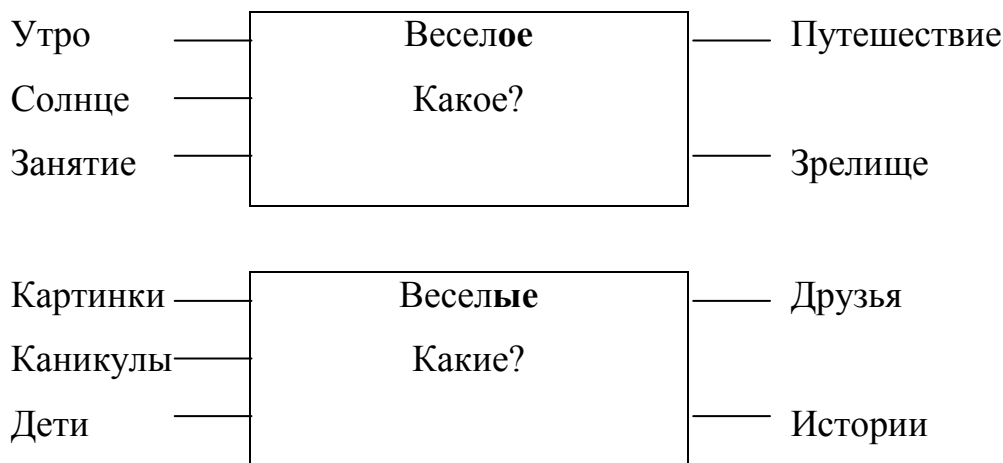 Утро Веселое Путешествие
Солнце Какое?
Занятие Зрелище
Картинки Веселые Друзья
Каникулы Какие?
Дети Истории